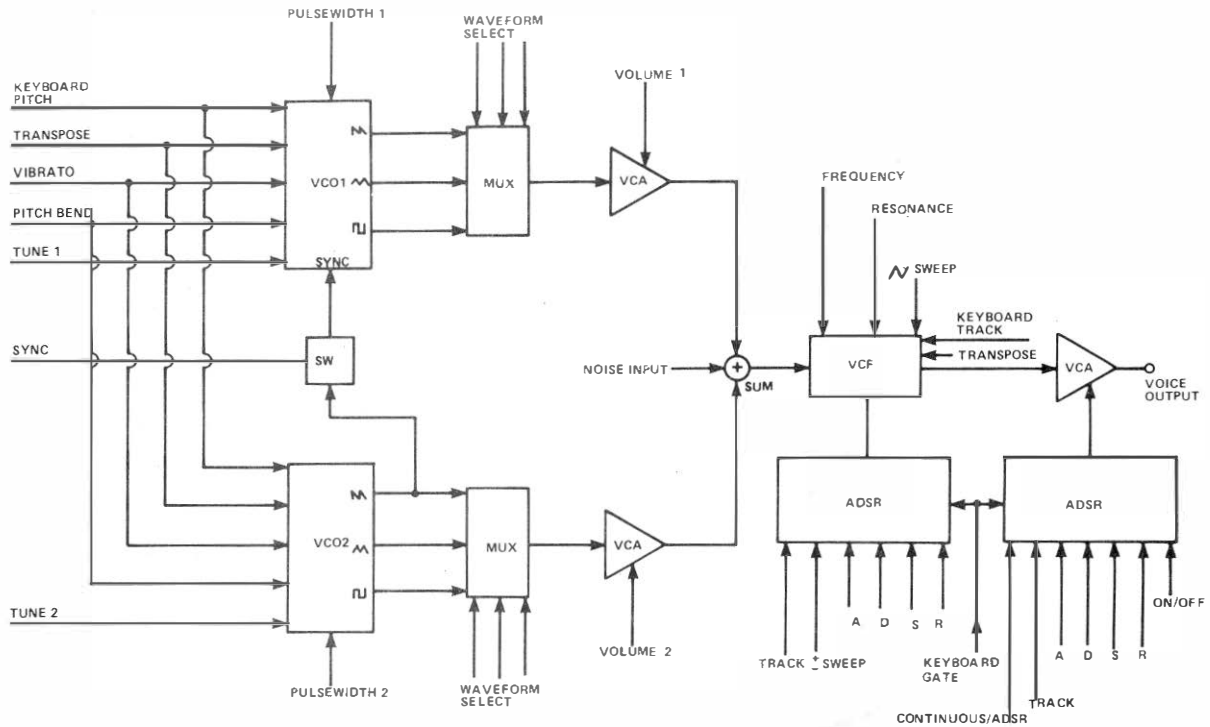 PULSEWIDTH 1
WAVEFORM
SELECT
VOLUME 1
KEYBOARD
PITCH
TRANSPOSE
VIBRATO
PITCH BEND
TUNE 1
VCO1
SYNC
MUX
VCA
FREQUENCY
RESONANCE
SWEEP
KEYBOARD
TRACK
TRANSPOSE
SYNC
SW
NOISE INPUT
+
SUM
VCF
VCA
VOICE
OUTPUT
VCO2
MUX
VCA
ADSR
ADSR
TUNE 2
PULSEWIDTH 2
WAVEFORM
SELECT
VOLUME 2
TRACK
± SWEEP
A D S R
KEYBOARD
GATE
A D S R
ON/OFF
TRACK
CONTINUOUS/ADSR